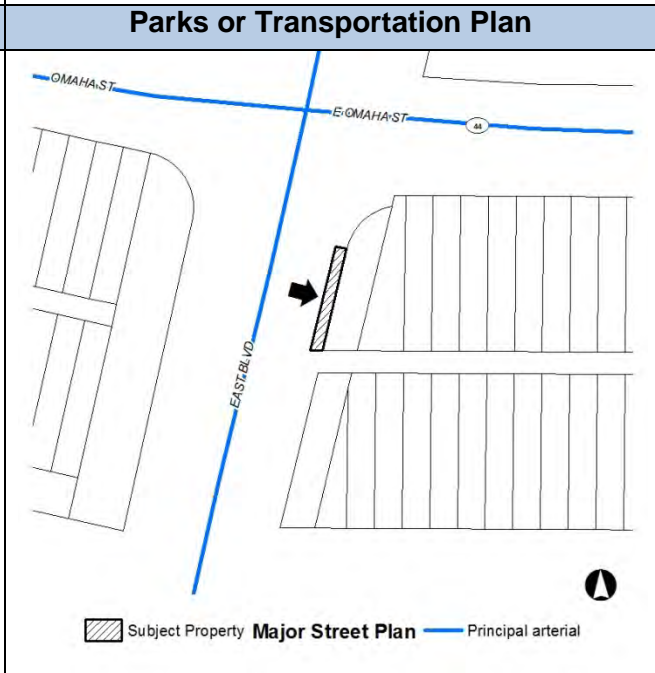 Parks or Transportation Plan
OMAHA ST
E OMAHA ST
44
EAST BLVD
Subject Property Major Street Plan Principal arterial